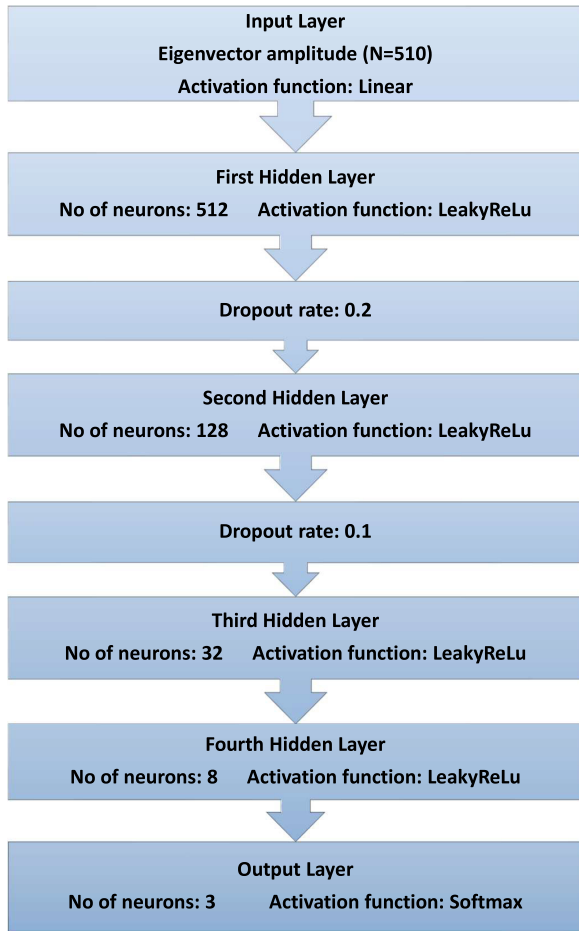 Input Layer
Eigenvector amplitude (N=510)
Activation function: Linear
First Hidden Layer
No of neurons: 512 Activation function: LeakyReLu
Dropout rate: 0.2
Second Hidden Layer
No of neurons: 128 Activation function: LeakyReLu
Dropout rate: 0.1
Third Hidden Layer
No of neurons: 32 Activation function: LeakyReLu
Fourth Hidden Layer
No of neurons: 8 Activation function: LeakyReLu
Output Layer
No of neurons: 3 Activation function: Softmax